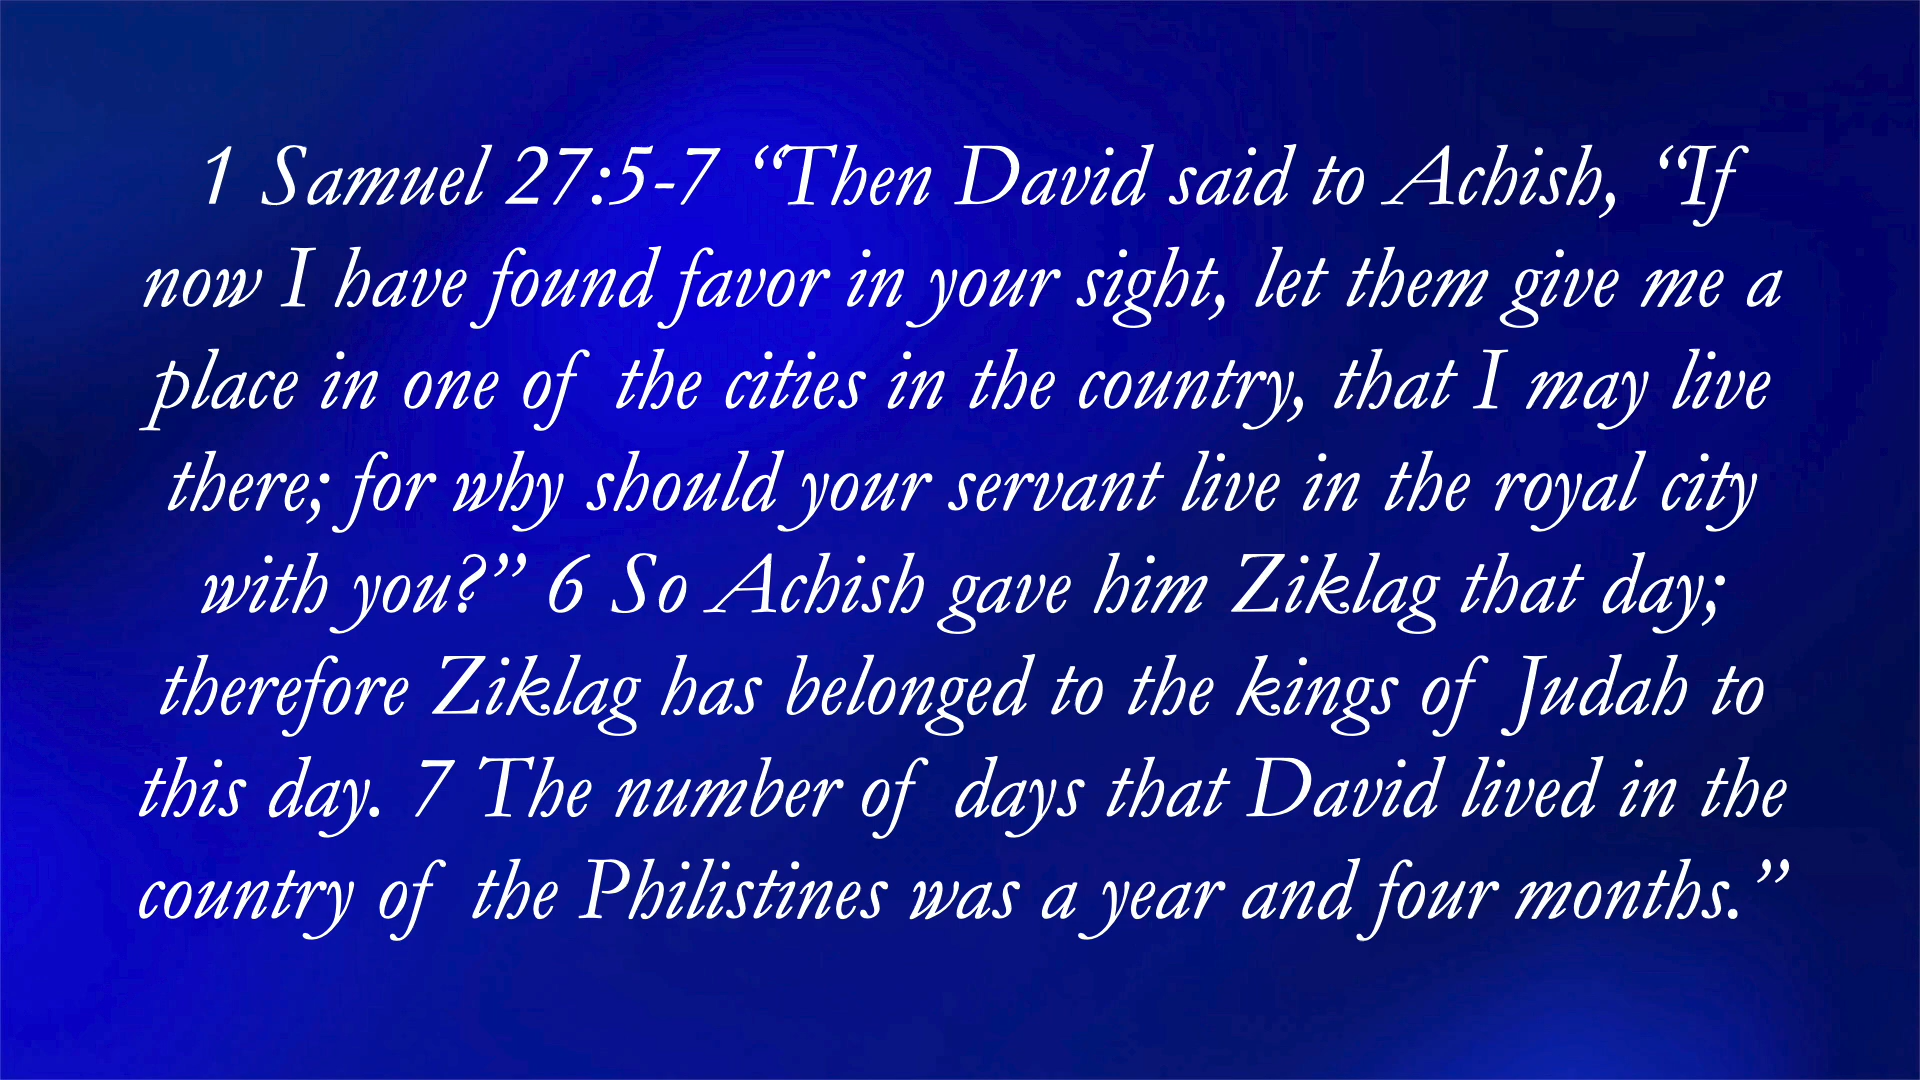 1 Samuel 27:5-7 “Then David said to Achish, “If
now I have found favor in your sight, let them give me a
place in one of the cities in the country, that I may live
there; for why should your servant live in the royal city
with you?” 6 So Achish gave him Ziklag that day;
therefore Ziklag has belonged to the kings of Judah to
this day. 7 The number of days that David lived in the
country of the Philistines was a year and four months.”